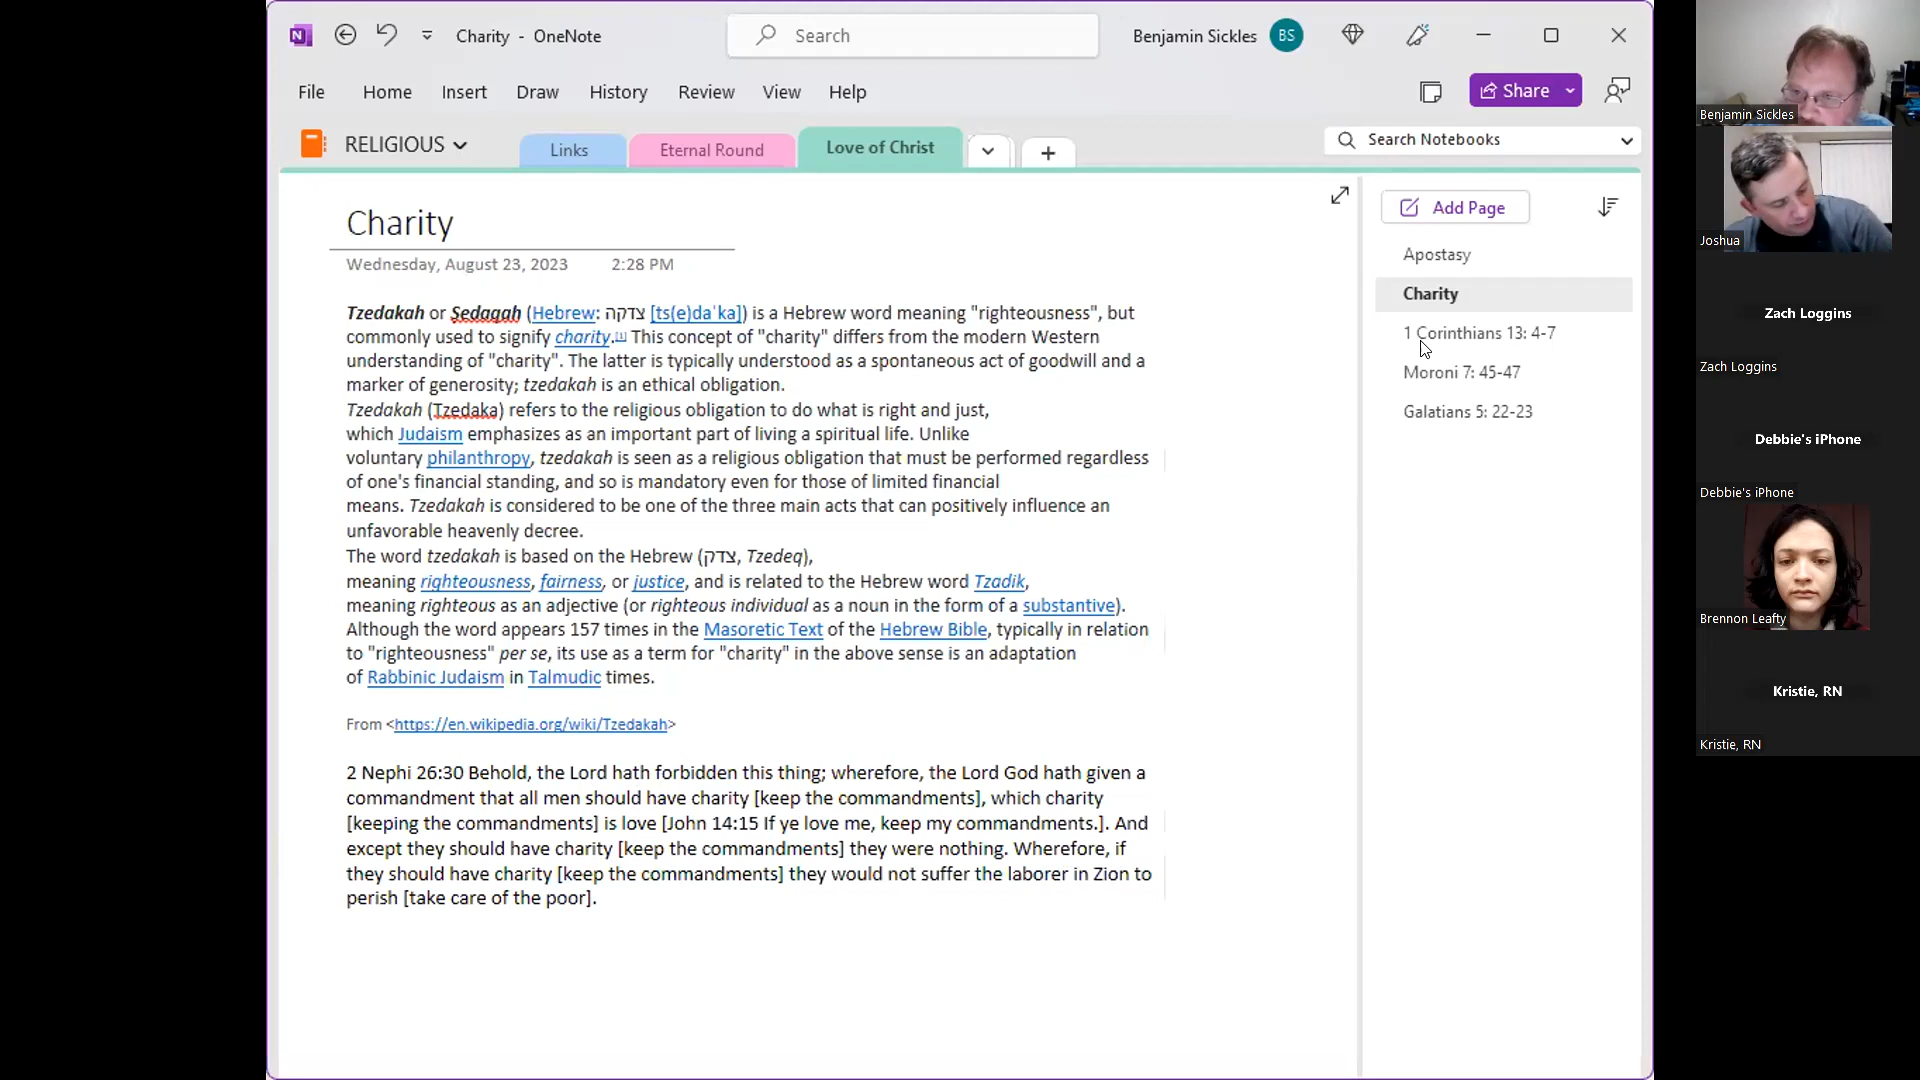 Charity - OneNote
Search
Benjamin Sickles
BS
File
Home
Insert
Draw
History
Review
View
Help
Share
RELIGIOUS
Links
Eternal Round
Love of Christ
Search Notebooks
Charity
Wednesday, August 23, 2023 2:28 PM
Tzedakah or Ṣedaqah (Hebrew: צדקה [ts(e)daˈka]) is a Hebrew word meaning "righteousness", but
commonly used to signify charity.[1] This concept of "charity" differs from the modern Western
understanding of "charity". The latter is typically understood as a spontaneous act of goodwill and a
marker of generosity; tzedakah is an ethical obligation.
Tzedakah (Tzedaka) refers to the religious obligation to do what is right and just,
which Judaism emphasizes as an important part of living a spiritual life. Unlike
voluntary philanthropy, tzedakah is seen as a religious obligation that must be performed regardless
of one's financial standing, and so is mandatory even for those of limited financial
means. Tzedakah is considered to be one of the three main acts that can positively influence an
unfavorable heavenly decree.
The word tzedakah is based on the Hebrew (צדק, Tzedeq),
meaning righteousness, fairness, or justice, and is related to the Hebrew word Tzadik,
meaning righteous as an adjective (or righteous individual as a noun in the form of a substantive).
Although the word appears 157 times in the Masoretic Text of the Hebrew Bible, typically in relation
to "righteousness" per se, its use as a term for "charity" in the above sense is an adaptation
of Rabbinic Judaism in Talmudic times.
From <https://en.wikipedia.org/wiki/Tzedakah>
2 Nephi 26:30 Behold, the Lord hath forbidden this thing; wherefore, the Lord God hath given a
commandment that all men should have charity [keep the commandments], which charity
[keeping the commandments] is love [John 14:15 If ye love me, keep my commandments.]. And
except they should have charity [keep the commandments] they were nothing. Wherefore, if
they should have charity [keep the commandments] they would not suffer the laborer in Zion to
perish [take care of the poor].
Add Page
Apostasy
Charity
1 Corinthians 13: 4-7
Moroni 7: 45-47
Galatians 5: 22-23
Benjamin Sickles
Joshua
Zach Loggins
Zach Loggins
Debbie's iPhone
Debbie's iPhone
Brennon Leafty
Kristie, RN
Kristie, RN